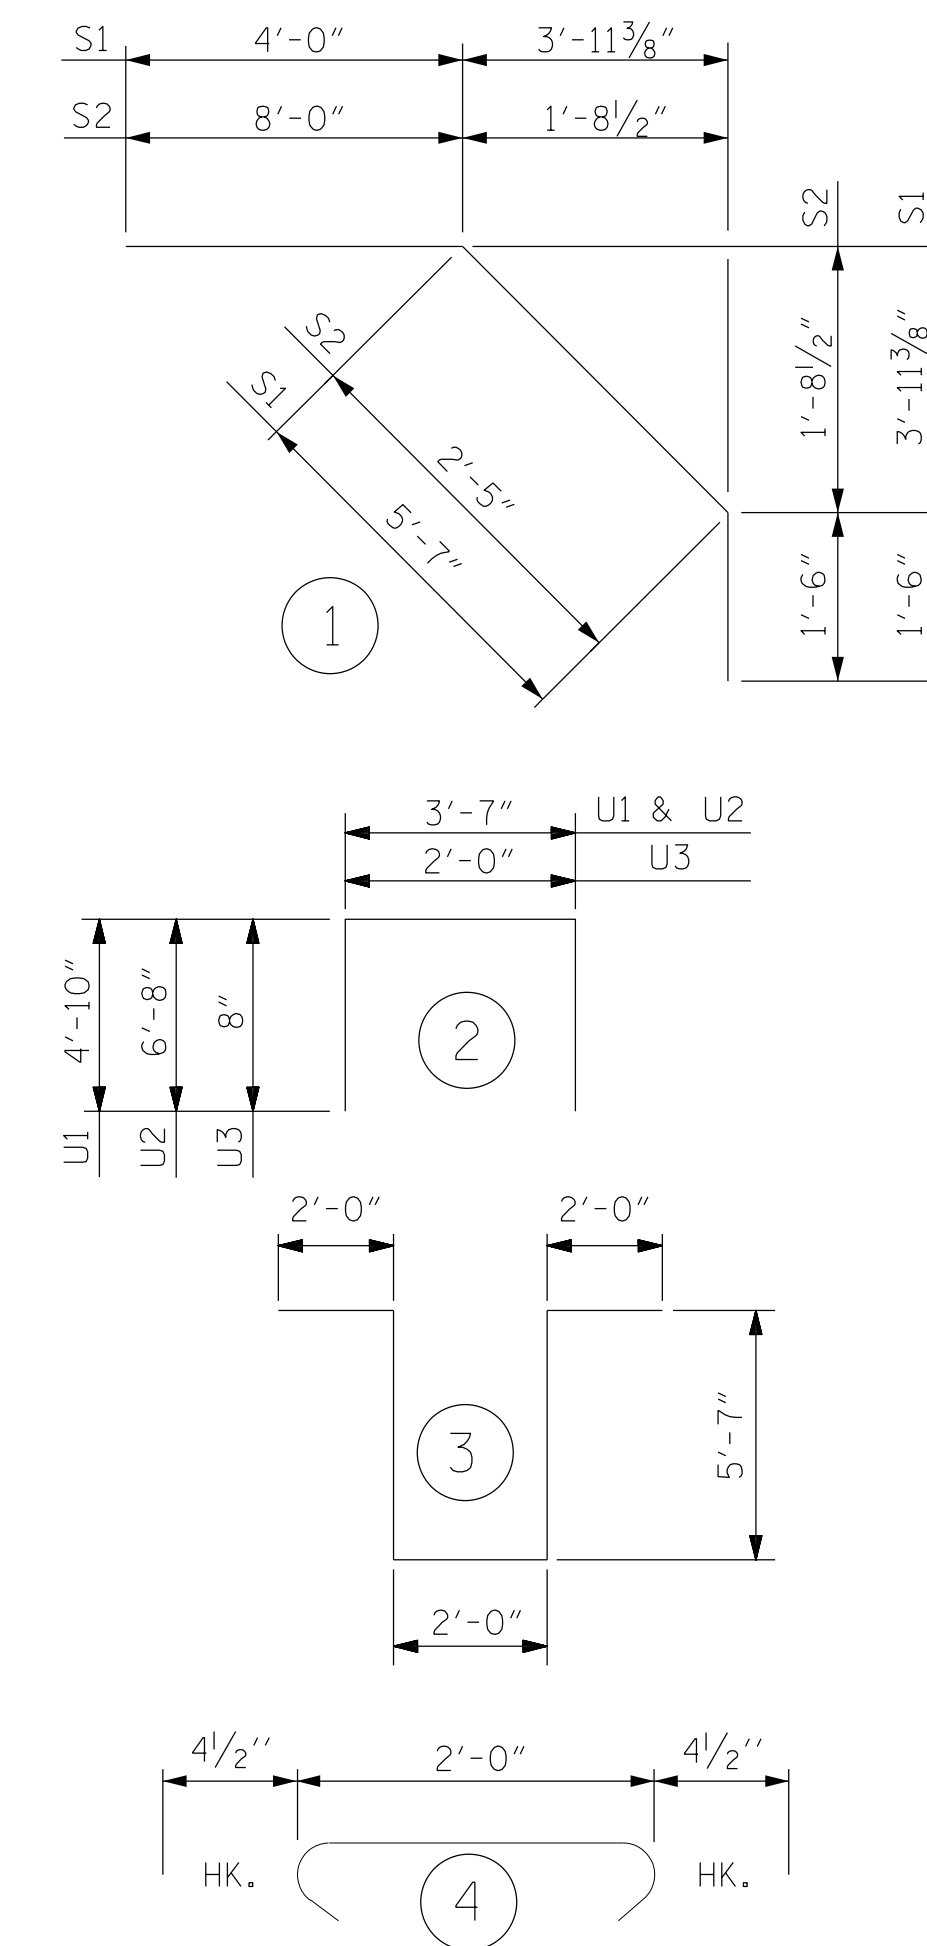 S1 4'-0" 3'-11 3/8"
S2 8'-0" 1'-8 1/2"
S2 S1
1'-8 1/2" 3'-11 3/8"
S2
S1
2'-5"
5'-7"
1'-6" 1'-6"
1
3'-7" U1 & U2
2'-0" U3
4'-10" 6'-8" 8"
2
U1 U2 U3
2'-0" 2'-0"
3
5'-7"
2'-0"
4 1/2'' 2'-0" 4 1/2''
HK. 4 HK.